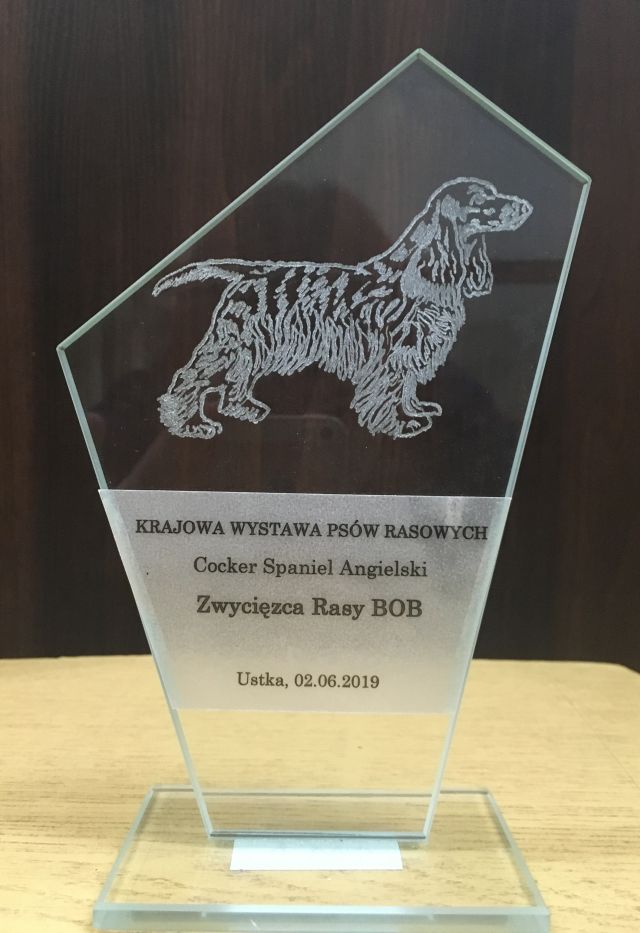 KRAJOWA WYSTAWA PSÓW RASOWYCH
Cocker Spaniel Angielski
Zwycięzca Rasy BOB
Ustka, 02.06.2019